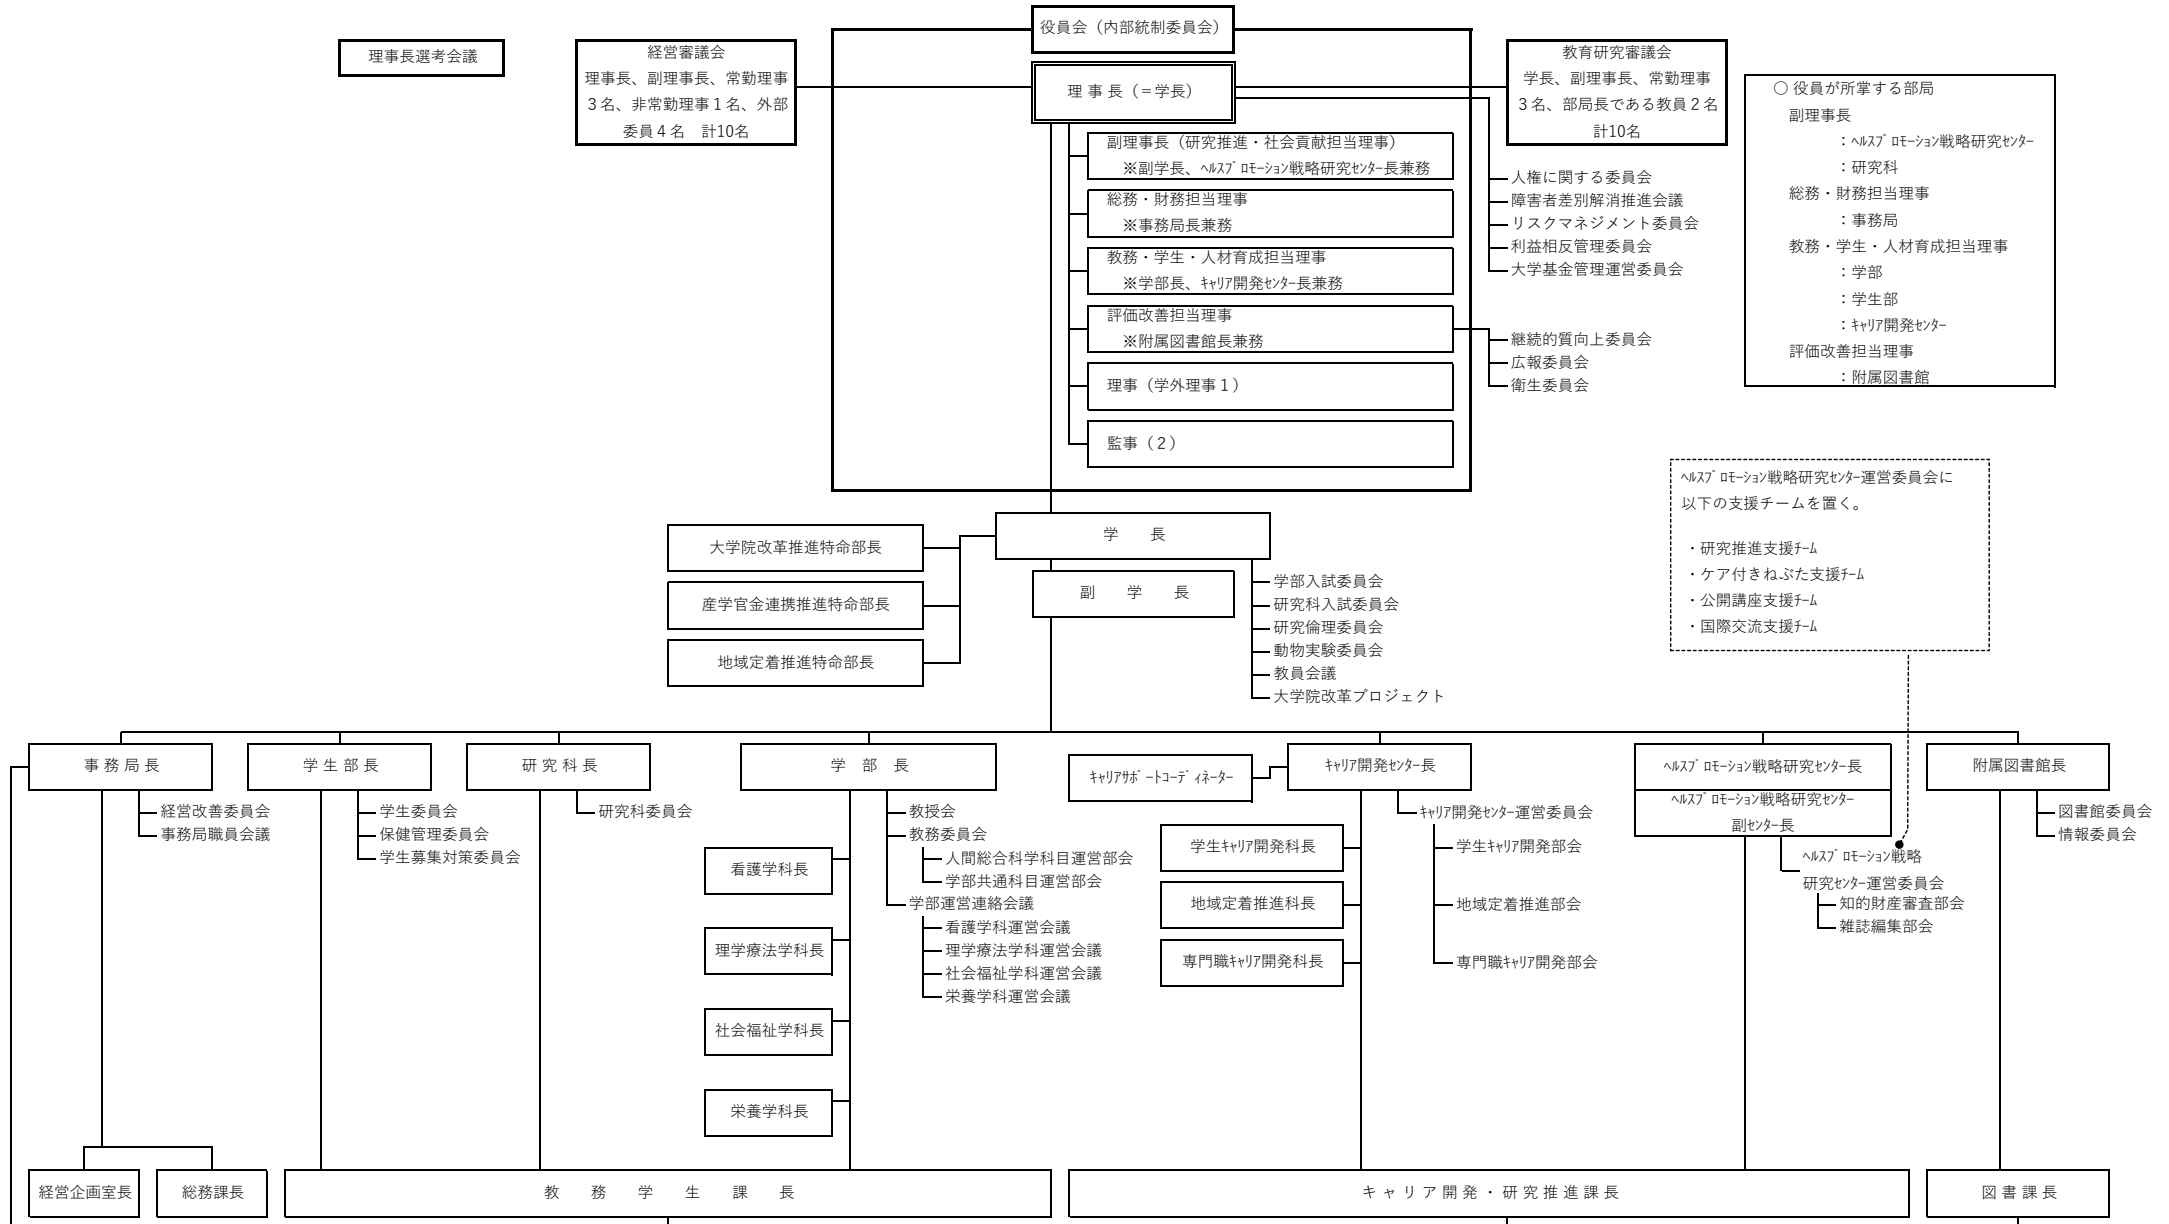 役員会（内部統制委員会）
理事長選考会議
経営審議会
理事長、副理事長、常勤理事
３名、非常勤理事１名、外部
委員４名　計10名
理 事 長（＝学長）
教育研究審議会
学長、副理事長、常勤理事
３名、部局長である教員２名
計10名
副理事長（研究推進・社会貢献担当理事）
※副学長、ﾍﾙｽﾌﾟﾛﾓｰｼｮﾝ戦略研究ｾﾝﾀｰ長兼務
総務・財務担当理事
※事務局長兼務
教務・学生・人材育成担当理事
※学部長、ｷｬﾘｱ開発ｾﾝﾀｰ長兼務
評価改善担当理事
※附属図書館長兼務
理事（学外理事１）
監事（２）
人権に関する委員会
障害者差別解消推進会議
リスクマネジメント委員会
利益相反管理委員会
大学基金管理運営委員会
継続的質向上委員会
広報委員会
衛生委員会
〇 役員が所掌する部局
副理事長
：ﾍﾙｽﾌﾟﾛﾓｰｼｮﾝ戦略研究ｾﾝﾀｰ
：研究科
総務・財務担当理事
：事務局
教務・学生・人材育成担当理事
：学部
：学生部
：ｷｬﾘｱ開発ｾﾝﾀｰ
評価改善担当理事
：附属図書館
ﾍﾙｽﾌﾟﾛﾓｰｼｮﾝ戦略研究ｾﾝﾀｰ運営委員会に
以下の支援チームを置く。
・研究推進支援ﾁｰﾑ
・ケア付きねぶた支援ﾁｰﾑ
・公開講座支援ﾁｰﾑ
・国際交流支援ﾁｰﾑ
学　　長
副　　学　　長
大学院改革推進特命部長
産学官金連携推進特命部長
地域定着推進特命部長
学部入試委員会
研究科入試委員会
研究倫理委員会
動物実験委員会
教員会議
大学院改革プロジェクト
事 務 局 長
経営改善委員会
事務局職員会議
学 生 部 長
学生委員会
保健管理委員会
学生募集対策委員会
研 究 科 長
研究科委員会
学　部　長
教授会
教務委員会
人間総合科学科目運営部会
学部共通科目運営部会
学部運営連絡会議
看護学科運営会議
理学療法学科運営会議
社会福祉学科運営会議
栄養学科運営会議
看護学科長
理学療法学科長
社会福祉学科長
栄養学科長
ｷｬﾘｱｻﾎﾟｰﾄｺｰﾃﾞｨﾈｰﾀｰ
ｷｬﾘｱ開発ｾﾝﾀｰ長
ｷｬﾘｱ開発ｾﾝﾀｰ運営委員会
学生ｷｬﾘｱ開発科長
学生ｷｬﾘｱ開発部会
地域定着推進科長
地域定着推進部会
専門職ｷｬﾘｱ開発科長
専門職ｷｬﾘｱ開発部会
ﾍﾙｽﾌﾟﾛﾓｰｼｮﾝ戦略研究ｾﾝﾀｰ長
ﾍﾙｽﾌﾟﾛﾓｰｼｮﾝ戦略研究ｾﾝﾀｰ
副ｾﾝﾀｰ長
ﾍﾙｽﾌﾟﾛﾓｰｼｮﾝ戦略
研究ｾﾝﾀｰ運営委員会
知的財産審査部会
雑誌編集部会
附属図書館長
図書館委員会
情報委員会
経営企画室長
総務課長
教　務　学　生　課　長
キ ャ リ ア 開 発 ・ 研 究 推 進 課 長
図 書 課 長